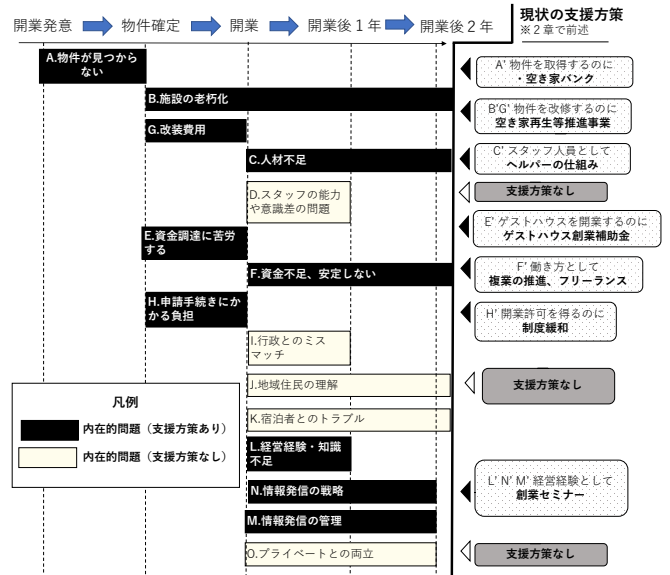 開業発意 物件確定 開業 開業後1年 開業後2年
現状の支援方策
※2章で前述
A.物件が見つから
ない
A' 物件を取得するのに
・空き家バンク
B.施設の老朽化
B'G' 物件を改修するのに
空き家再生等推進事業
G.改装費用
C.人材不足
C' スタッフ人員として
ヘルパーの仕組み
D.スタッフの能力
や意識差の問題
支援方策なし
E.資金調達に苦労
する
E' ゲストハウスを開業するのに
ゲストハウス創業補助金
F.資金不足、安定しない
F' 働き方として
複業の推進、フリーランス
H.申請手続きにか
かる負担
H' 開業許可を得るのに
制度緩和
I.行政とのミス
マッチ
J.地域住民の理解
支援方策なし
K.宿泊者とのトラブル
凡例
内在的問題（支援方策あり）
内在的問題（支援方策なし）
L.経営経験・知識
不足
N.情報発信の戦略
L' N' M' 経営経験として
創業セミナー
M.情報発信の管理
O.プライベートとの両立
支援方策なし